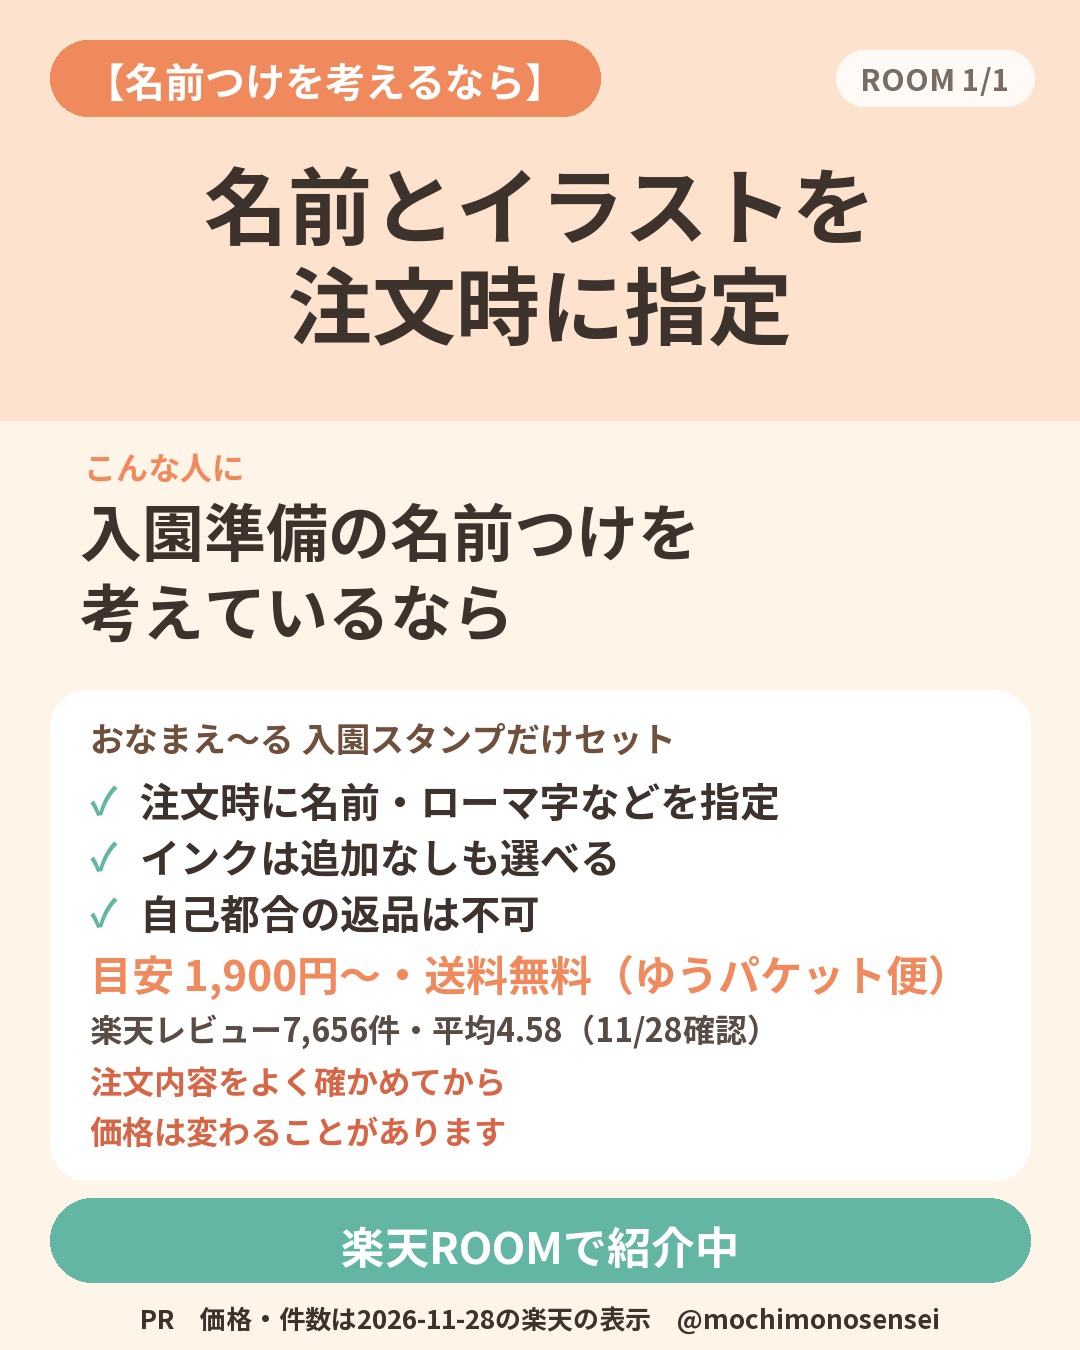 【名前つけを考えるなら】
ROOM 1/1
名前とイラストを
注文時に指定
こんな人に
入園準備の名前つけを
考えているなら
おなまえ〜る 入園スタンプだけセット
✓ 注文時に名前・ローマ字などを指定
✓ インクは追加なしも選べる
✓ 自己都合の返品は不可
目安 1,900円〜・送料無料（ゆうパケット便）
楽天レビュー7,656件・平均4.58（11/28確認）
注文内容をよく確かめてから
価格は変わることがあります
楽天ROOMで紹介中
PR 価格・件数は2026-11-28の楽天の表示 @mochimonosensei